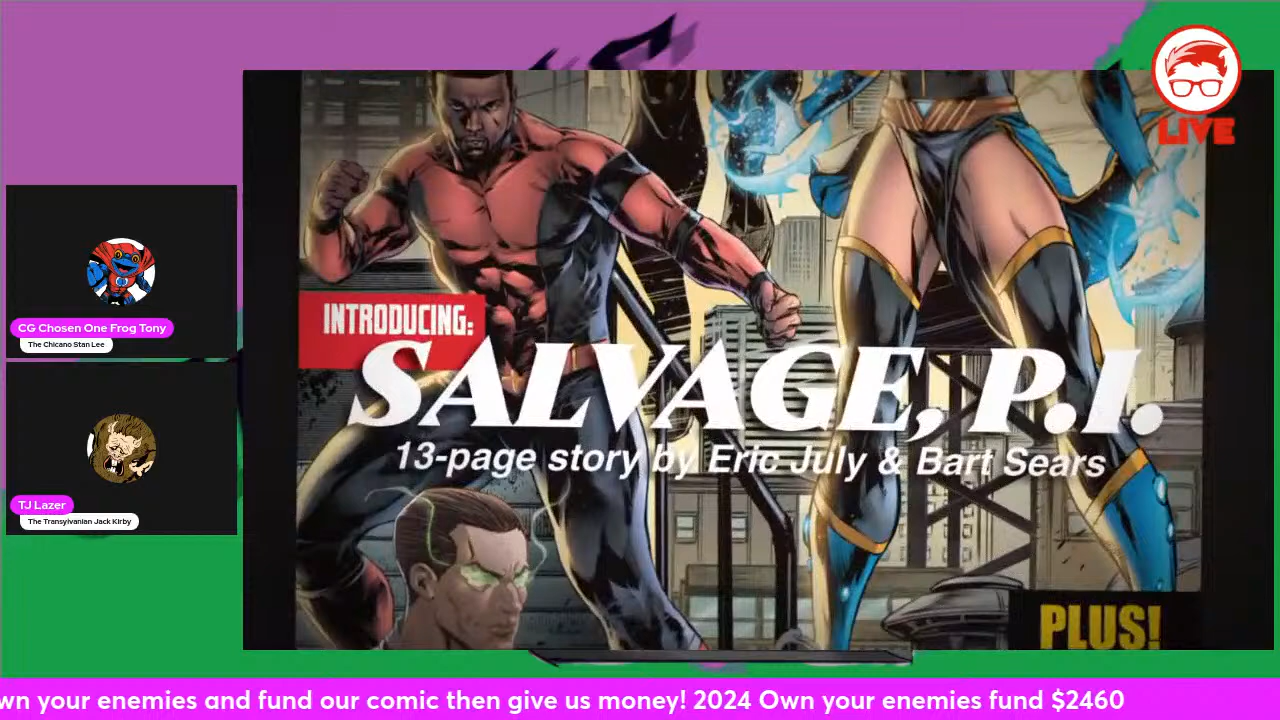 LIVE
CG Chosen One Frog Tony
The Chicano Stan Lee
TJ Lazer
The Transylvanian Jack Kirby
INTRODUCING:
SALVAGE, P.I.
13-page story by Eric July & Bart Sears
PLUS!
wn your enemies and fund our comic then give us money! 2024 Own your enemies fund $2460